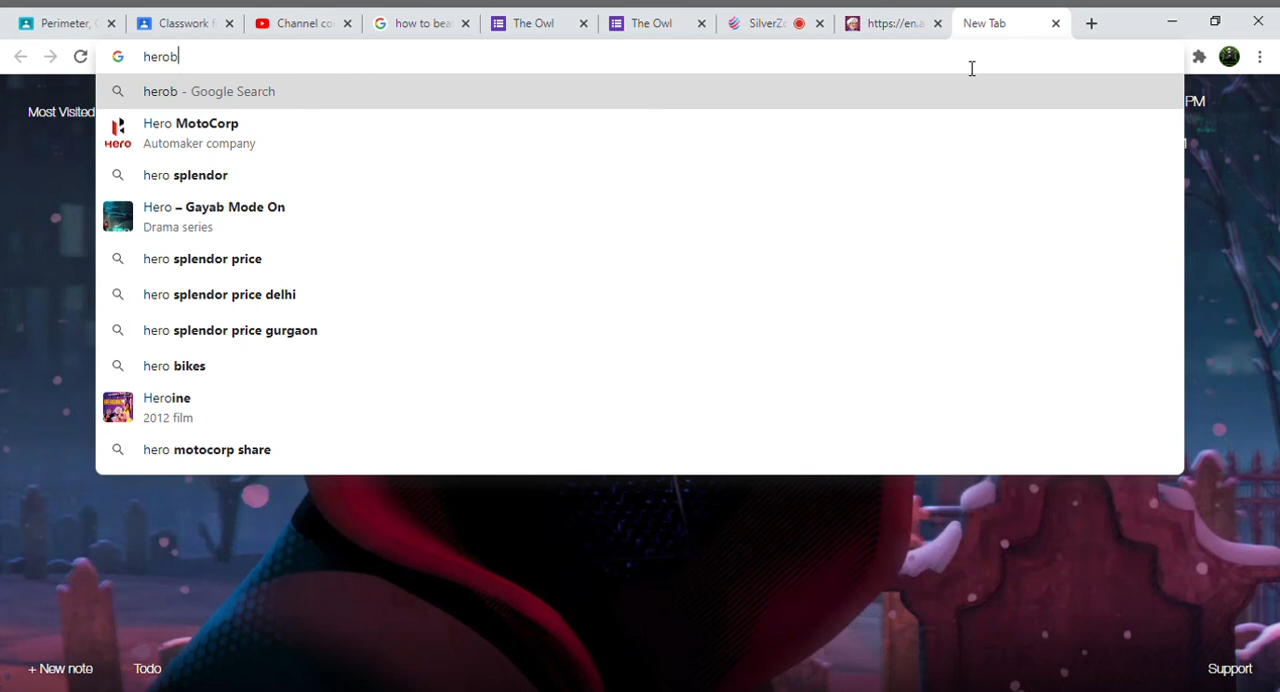 Perimeter,
Classwork f
Channel co
how to bea
The Owl
The Owl
SilverZ
https://en.a
New Tab
herob
herob - Google Search
Hero MotoCorp
HERO
Automaker company
hero splendor
Hero – Gayab Mode On
Drama series
hero splendor price
hero splendor price delhi
hero splendor price gurgaon
hero bikes
Heroine
2012 film
hero motocorp share
Most Visited
PM
+ New note
Todo
Support